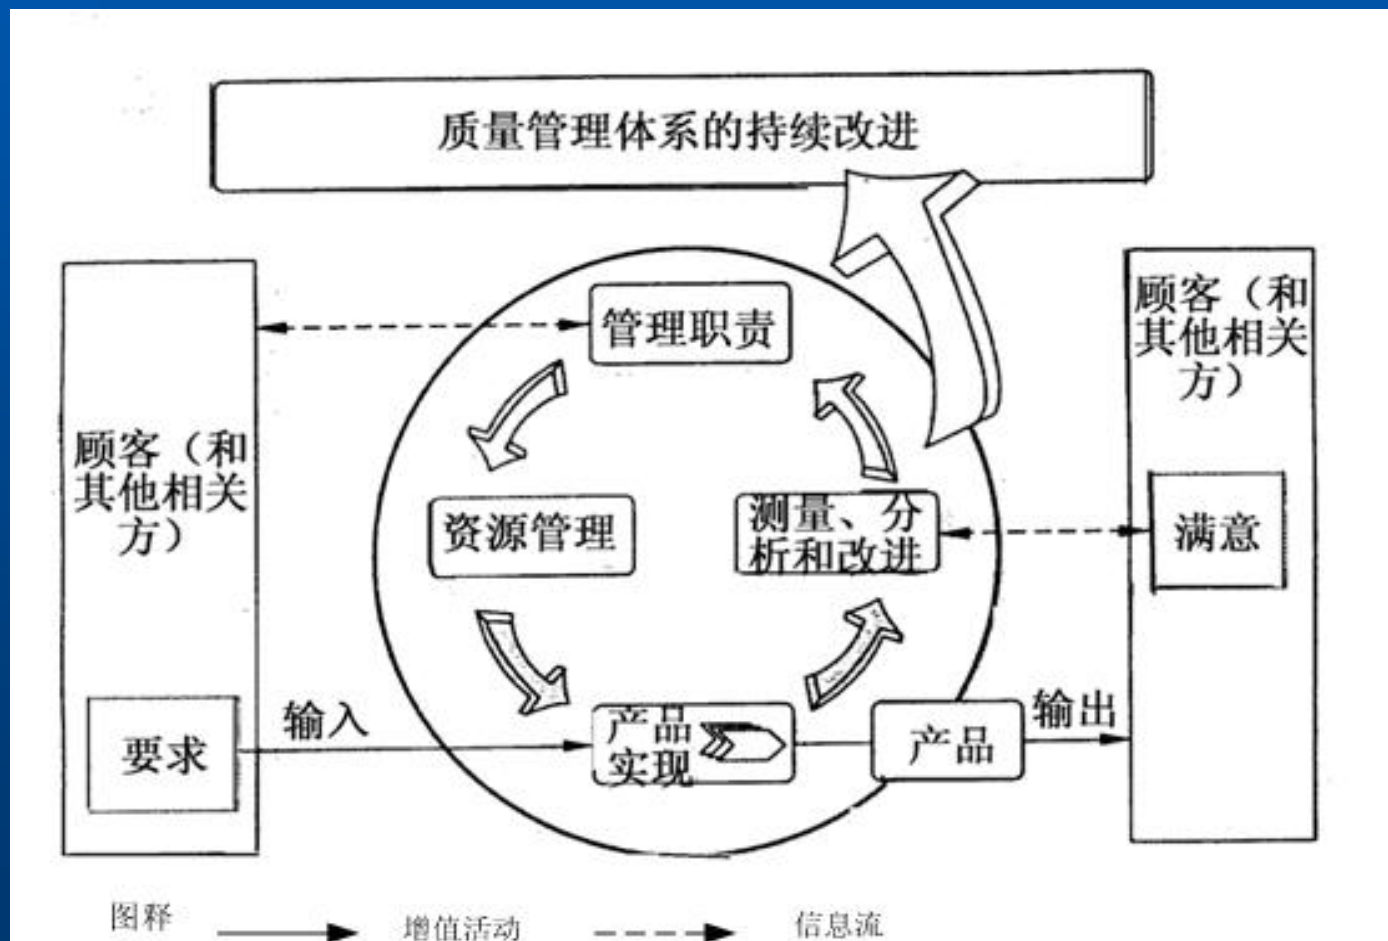 质量管理体系的持续改进
管理职责
顾客（和
其他相关
方）
顾客（和
其他相关
方）
资源管理
测量、分
析和改进
满意
要求
输入
产品
实现
产品
输出
图释
增值活动
信息流